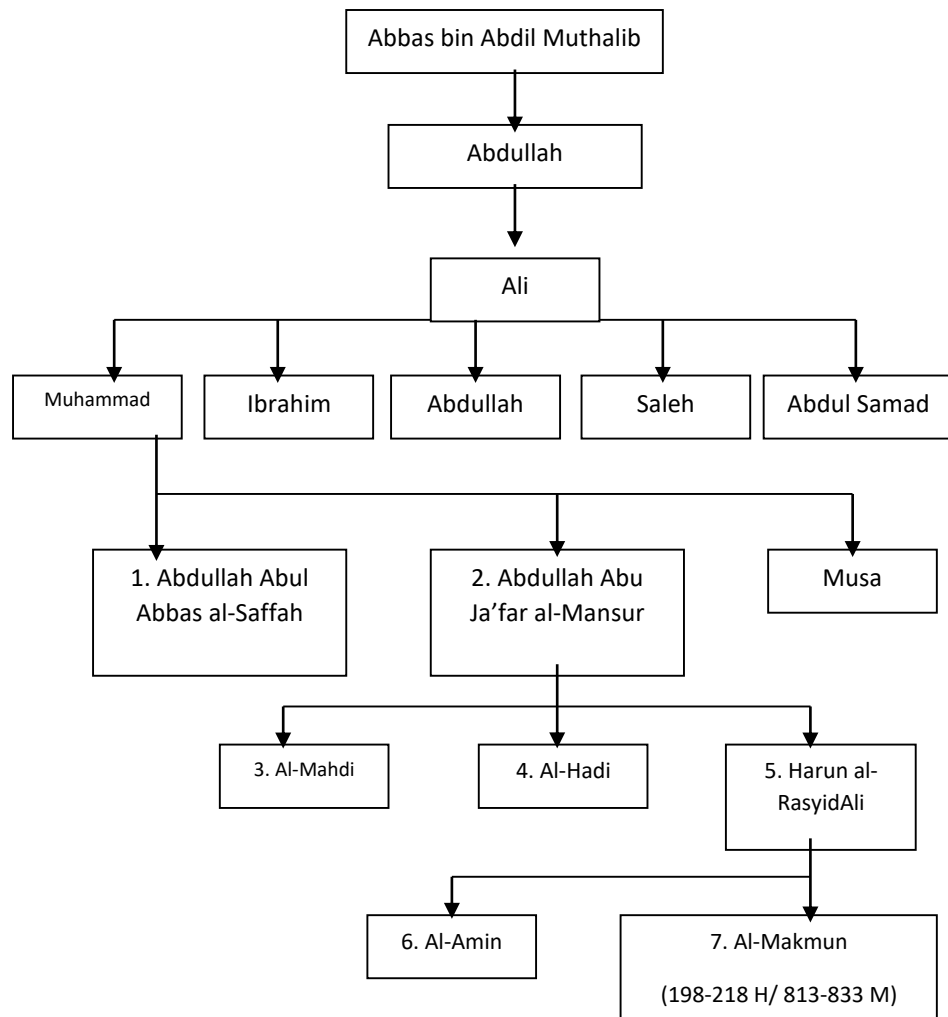 Abbas bin Abdil Muthalib
Abdullah
Ali
Muhammad
Ibrahim
Abdullah
Saleh
Abdul Samad
1. Abdullah Abul
Abbas al-Saffah
2. Abdullah Abu
Ja’far al-Mansur
Musa
3. Al-Mahdi
4. Al-Hadi
5. Harun al-
RasyidAli
6. Al-Amin
7. Al-Makmun
(198-218 H/ 813-833 M)